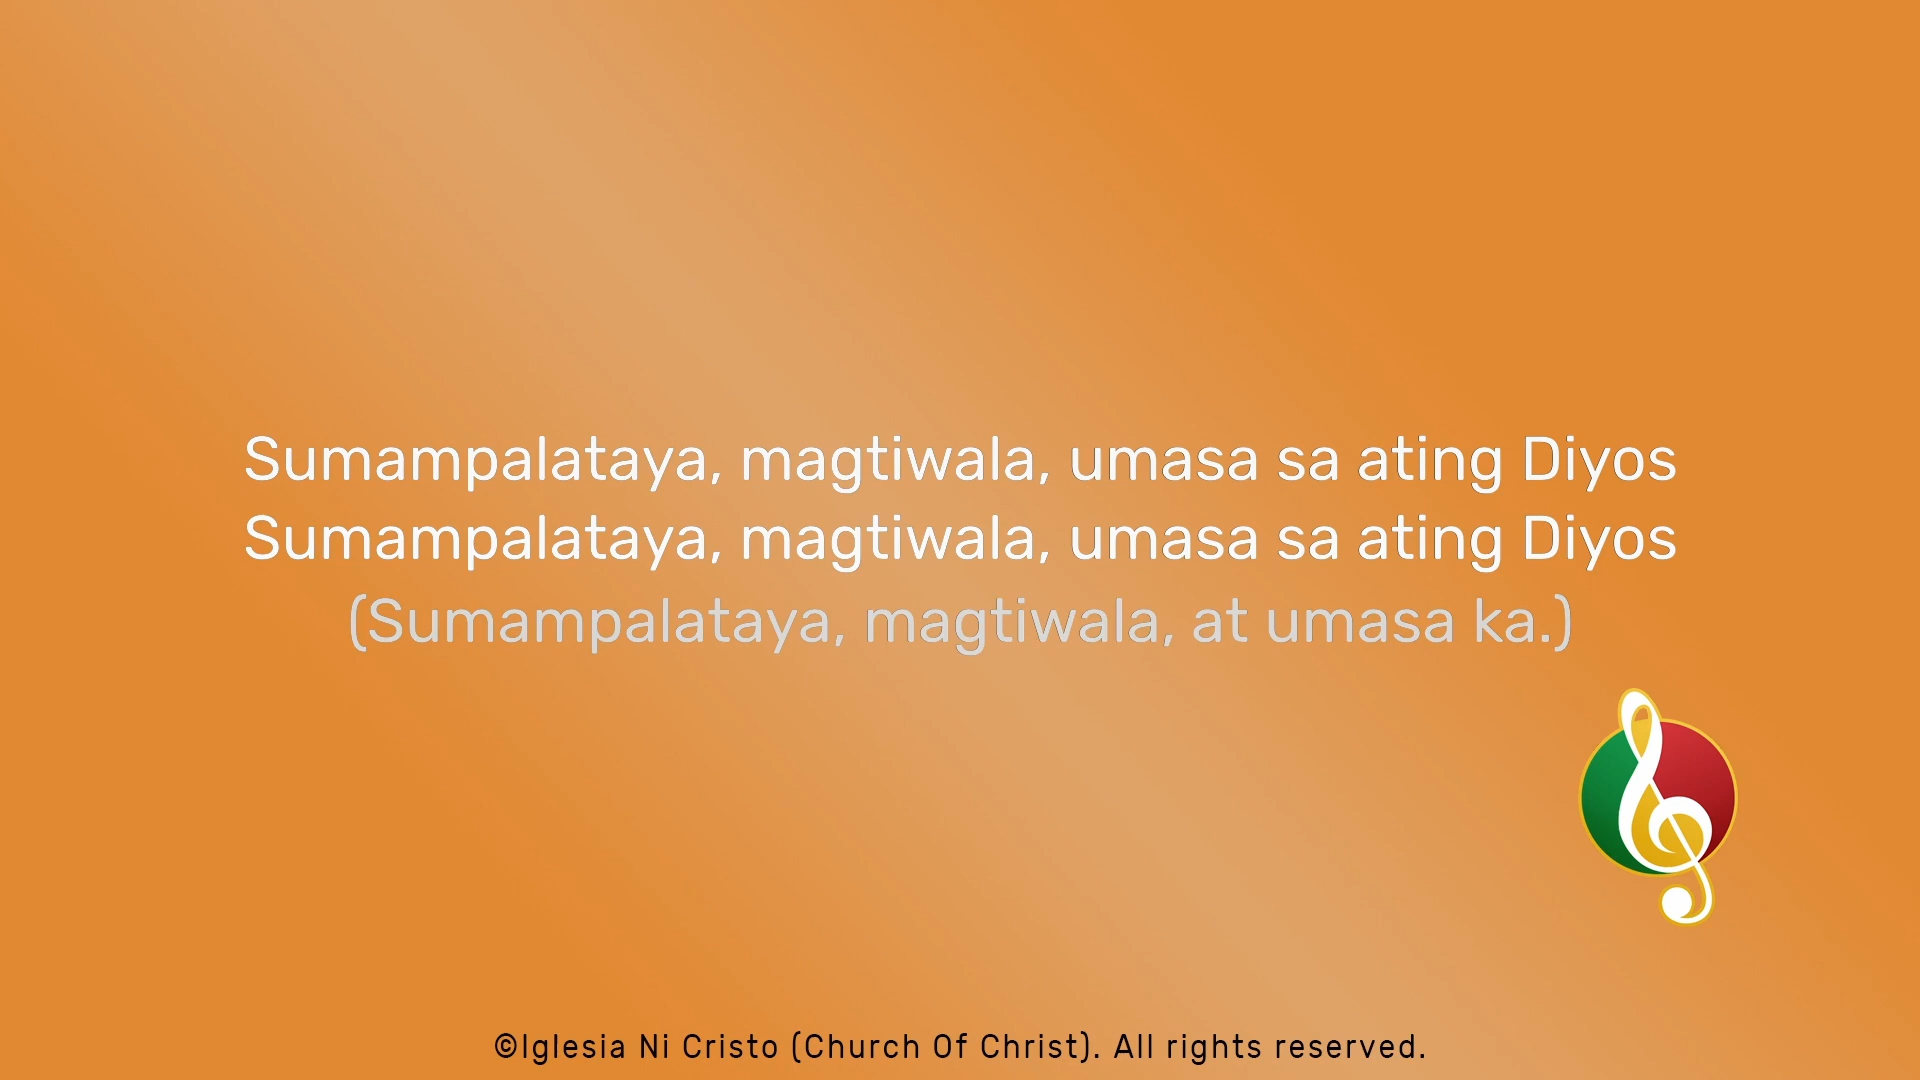 Sumampalataya, magtiwala, umasa sa ating Diyos
Sumampalataya, magtiwala, umasa sa ating Diyos
(Sumampalataya, magtiwala, at umasa ka.)
©Iglesia Ni Cristo (Church Of Christ). All rights reserved.